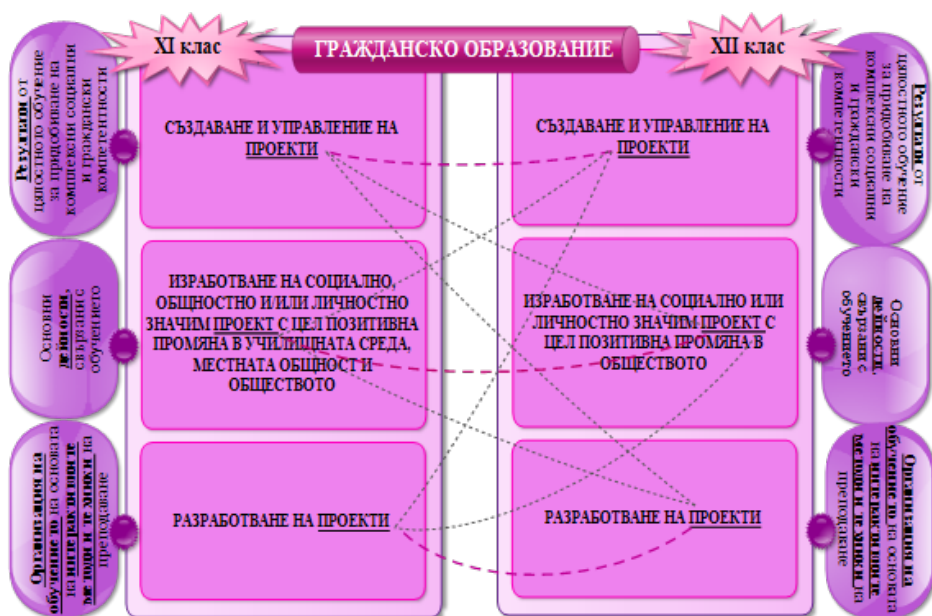 XI клас
ГРАЖДАНСКО ОБРАЗОВАНИЕ
XII клас
Резултати от
цялостното обучение
за придобиване на
комплексни социални
и граждански
компетентности
СЪЗДАВАНЕ И УПРАВЛЕНИЕ НА
ПРОЕКТИ
СЪЗДАВАНЕ И УПРАВЛЕНИЕ НА
ПРОЕКТИ
Резултати от
цялостното обучение
за придобиване на
комплексни социални
и граждански
компетентности
Основни
дейности,
свързани с
обучението
ИЗРАБОТВАНЕ НА СОЦИАЛНО,
ОБЩНОСТНО И/ИЛИ ЛИЧНОСТНО
ЗНАЧИМ ПРОЕКТ С ЦЕЛ ПОЗИТИВНА
ПРОМЯНА В УЧИЛИЩНАТА СРЕДА,
МЕСТНАТА ОБЩНОСТ И
ОБЩЕСТВОТО
ИЗРАБОТВАНЕ НА СОЦИАЛНО ИЛИ
ЛИЧНОСТНО ЗНАЧИМ ПРОЕКТ С
ЦЕЛ ПОЗИТИВНА ПРОМЯНА В
ОБЩЕСТВОТО
Основни
дейности,
свързани с
обучението
Организация на
обучението на основата
на интерактивните
методи и техники на
преподаване
РАЗРАБОТВАНЕ НА ПРОЕКТИ
РАЗРАБОТВАНЕ НА ПРОЕКТИ
Организация на
обучението на основата
на интерактивните
методи и техники на
преподаване